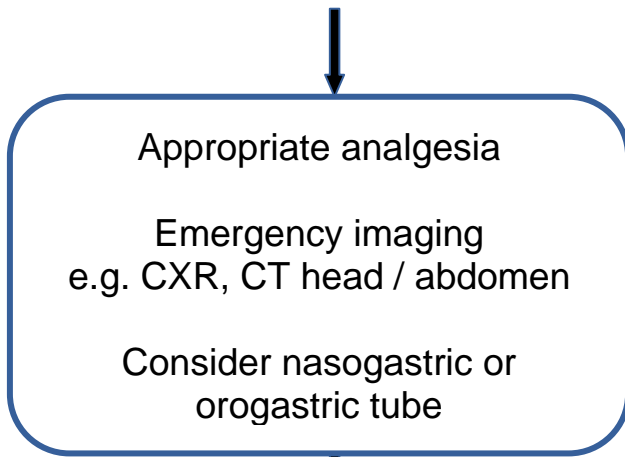 Appropriate analgesia
Emergency imaging
e.g. CXR, CT head / abdomen
Consider nasogastric or
orogastric tube